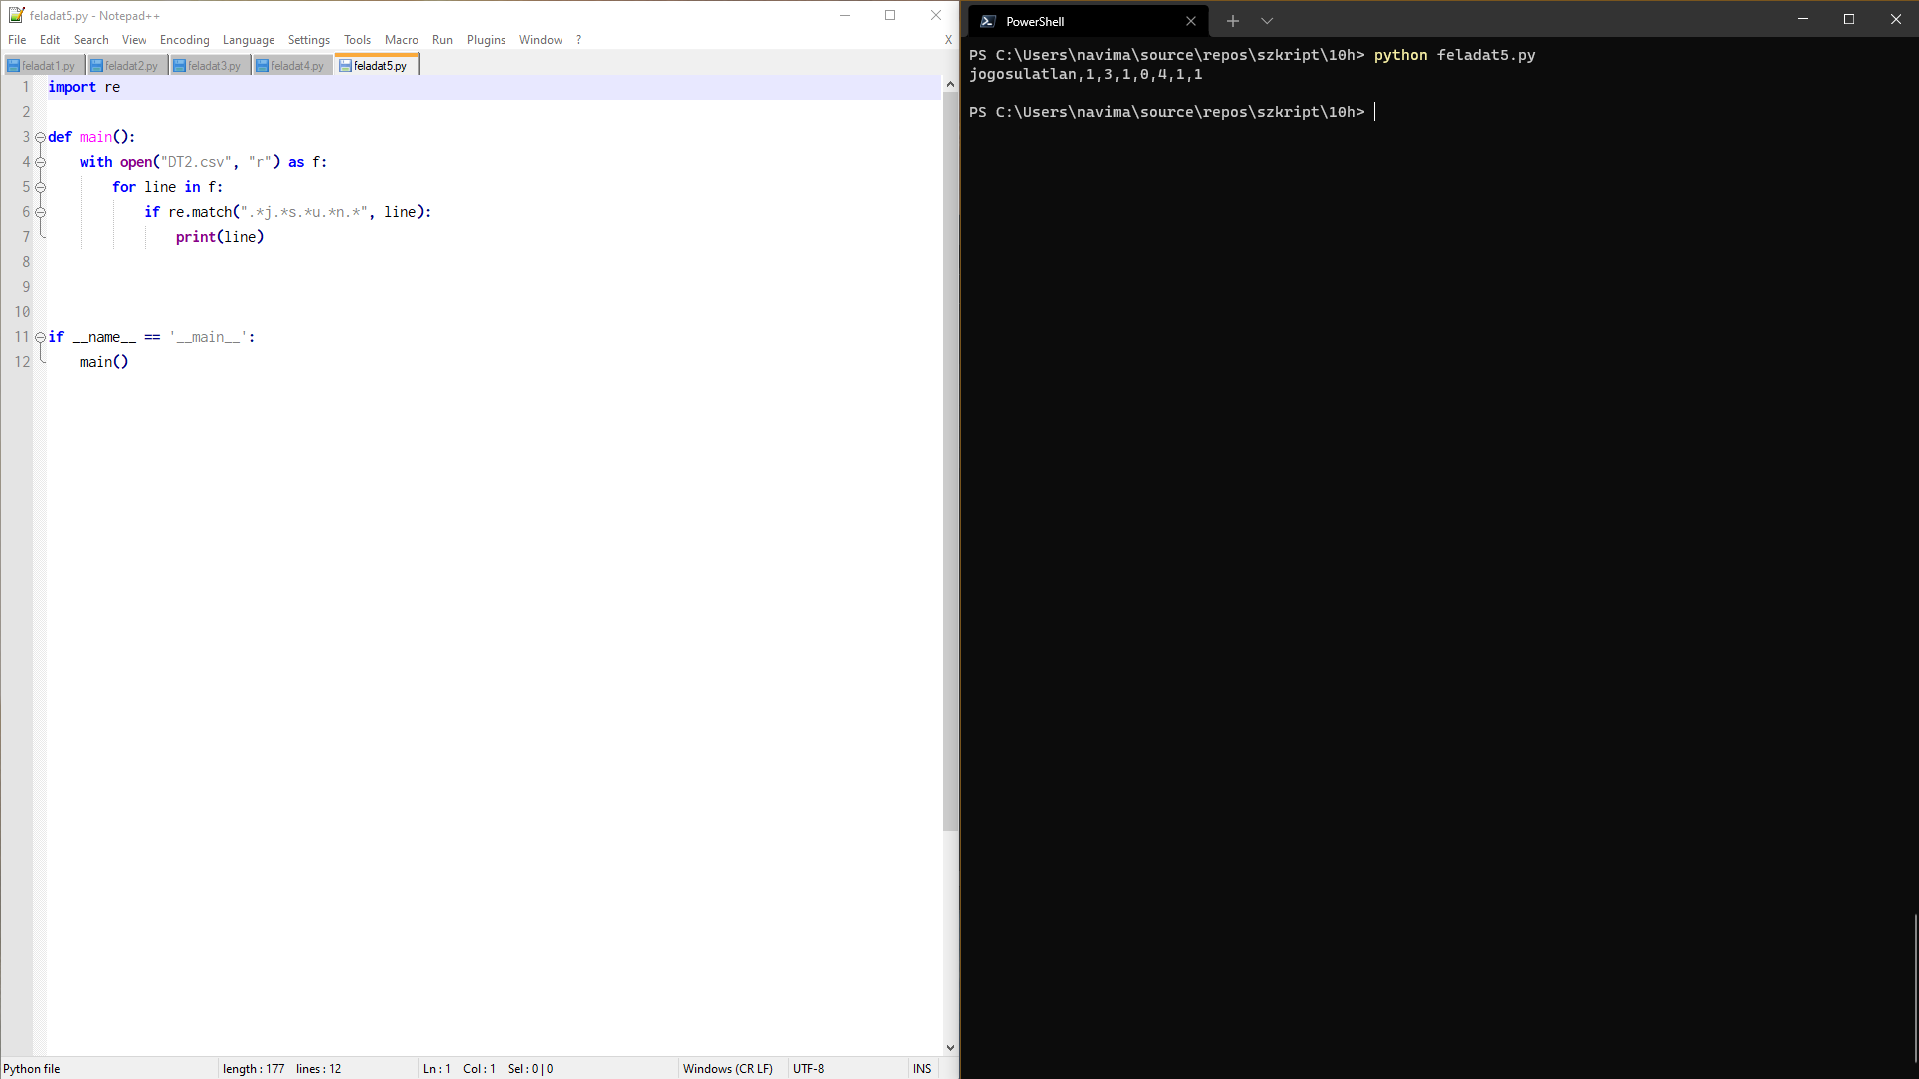 feladat5.py - Notepad++
File Edit Search View Encoding Language Settings Tools Macro Run Plugins Window ? X
feladat1.py feladat2.py feladat3.py feladat4.py feladat5.py
1 import re
2
3 def main():
4 with open("DT2.csv", "r") as f:
5 for line in f:
6 if re.match(".*j.*s.*u.*n.*", line):
7 print(line)
8
9
10
11 if __name__ == '__main__':
12 main()
Python file length : 177 lines : 12 Ln : 1 Col : 1 Sel : 0 | 0 Windows (CR LF) UTF-8 INS
PowerShell
PS C:\Users\navima\source\repos\szkript\10h> python feladat5.py
jogosulatlan,1,3,1,0,4,1,1
PS C:\Users\navima\source\repos\szkript\10h>